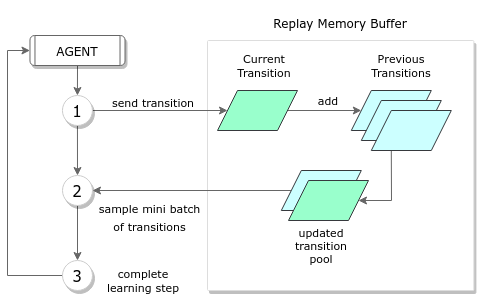 Replay Memory Buffer
AGENT
Current
Transition
Previous
Transitions
1
send transition
add
2
sample mini batch
of transitions
updated
transition
pool
3
complete
learning step